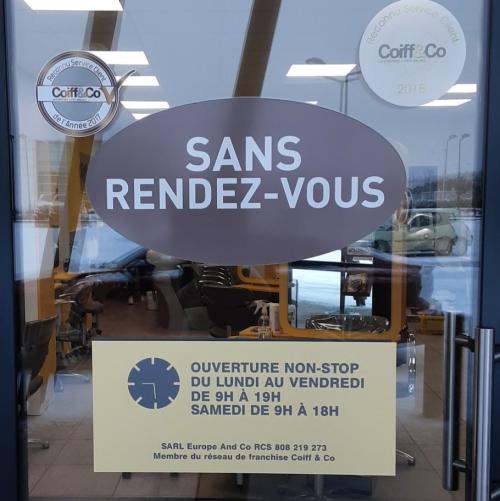 Reconnu Service Client
Coiff&Co
de l'Année 2017
Reconnu Service Client
Coiff&Co
2018
SANS
RENDEZ-VOUS
OUVERTURE NON-STOP
DU LUNDI AU VENDREDI
DE 9H À 19H
SAMEDI DE 9H À 18H
SARL Europe And Co RCS 808 219 273
Membre du réseau de franchise Coiff & Co